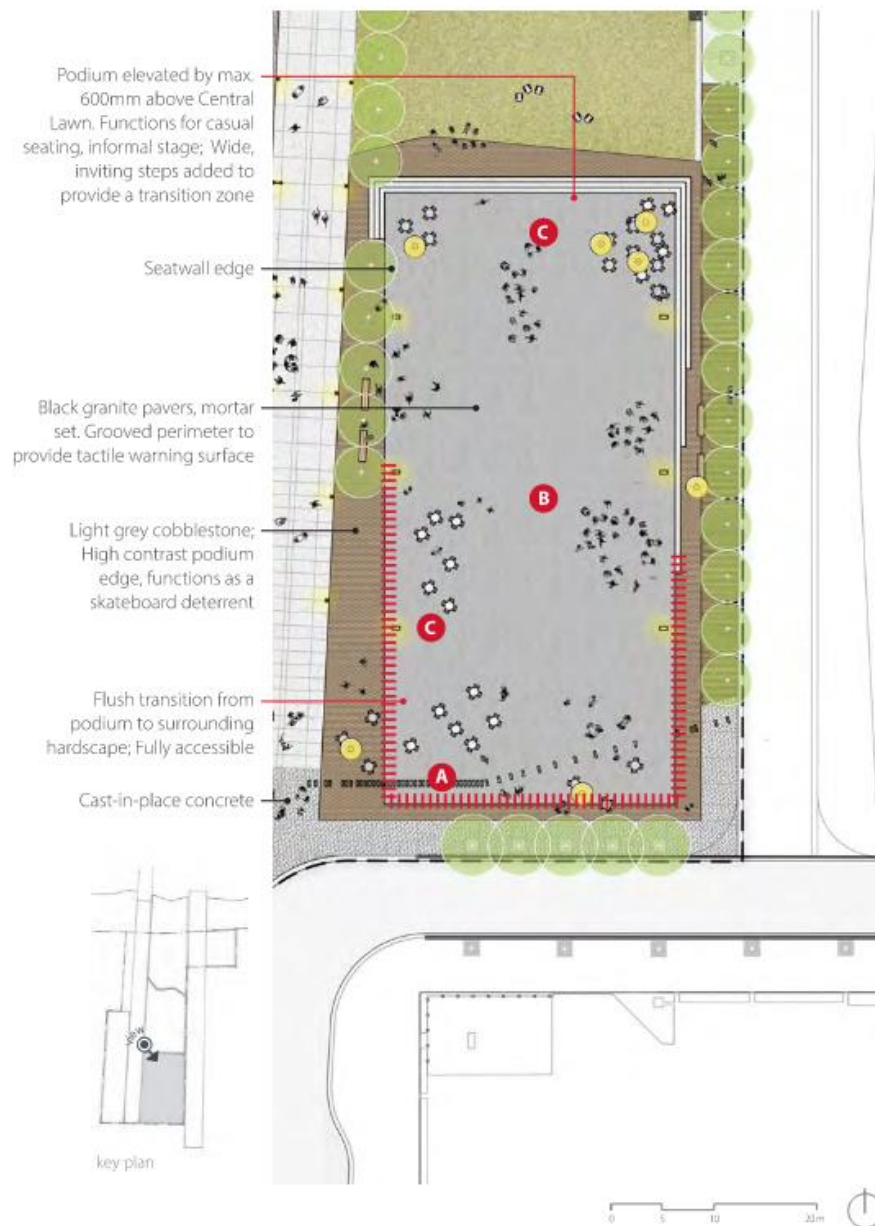 Podium elevated by max.
600mm above Central
Lawn. Functions for casual
seating, informal stage; Wide,
inviting steps added to
provide a transition zone
C
Seatwall edge
Black granite pavers, mortar
set. Grooved perimeter to
provide tactile warning surface
B
Light grey cobblestone;
High contrast podium
edge, functions as a
skateboard deterrent
C
Flush transition from
podium to surrounding
hardscape; Fully accessible
A
Cast-in-place concrete
view
key plan
0 5 10 20m